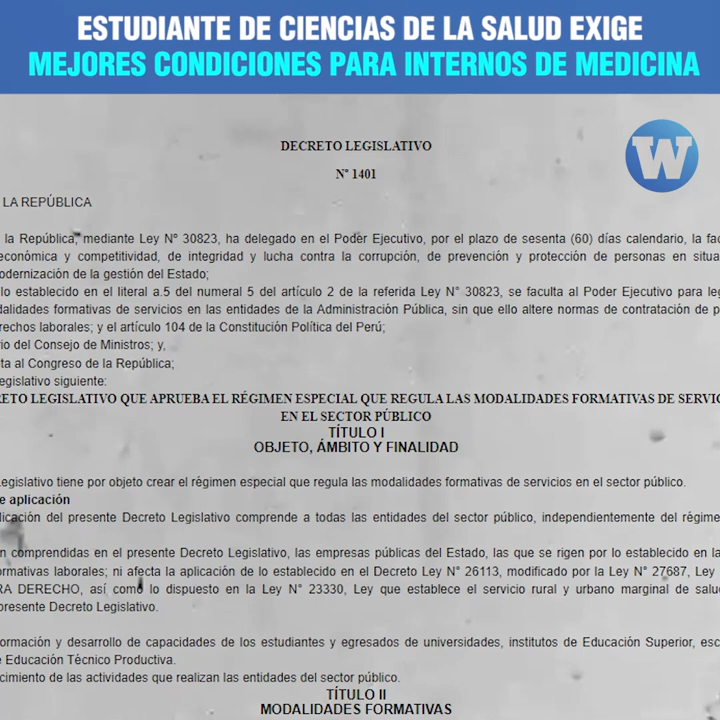 ESTUDIANTE DE CIENCIAS DE LA SALUD EXIGE
MEJORES CONDICIONES PARA INTERNOS DE MEDICINA
W
DECRETO LEGISLATIVO
N° 1401
LA REPÚBLICA
la República, mediante Ley N° 30823, ha delegado en el Poder Ejecutivo, por el plazo de sesenta (60) días calendario, la
económica y competitividad, de integridad y lucha contra la corrupción, de prevención y protección de personas en
odernización de la gestión del Estado;
lo establecido en el literal a.5 del numeral 5 del artículo 2 de la referida Ley N° 30823, se faculta al Poder Ejecutivo para
dalidades formativas de servicios en las entidades de la Administración Pública, sin que ello altere normas de contratación de
rechos laborales; y el artículo 104 de la Constitución Política del Perú;
rio del Consejo de Ministros; y,
ta al Congreso de la República;
egislativo siguiente:
RETO LEGISLATIVO QUE APRUEBA EL RÉGIMEN ESPECIAL QUE REGULA LAS MODALIDADES FORMATIVAS DE SERVIC
EN EL SECTOR PÚBLICO
TÍTULO I
OBJETO, ÁMBITO Y FINALIDAD
egislativo tiene por objeto crear el régimen especial que regula las modalidades formativas de servicios en el sector público.
e aplicación
licación del presente Decreto Legislativo comprende a todas las entidades del sector público, independientemente del régime
n comprendidas en el presente Decreto Legislativo, las empresas públicas del Estado, las que se rigen por lo establecido en la
ormativas laborales; ni afecta la aplicación de lo establecido en el Decreto Ley N° 26113, modificado por la Ley N° 27687, Ley
RA DERECHO, así como lo dispuesto en la Ley N° 23330, Ley que establece el servicio rural y urbano marginal de salu
presente Decreto Legislativo.
ormación y desarrollo de capacidades de los estudiantes y egresados de universidades, institutos de Educación Superior, esc
e Educación Técnico Productiva.
cimiento de las actividades que realizan las entidades del sector público.
TÍTULO II
MODALIDADES FORMATIVAS